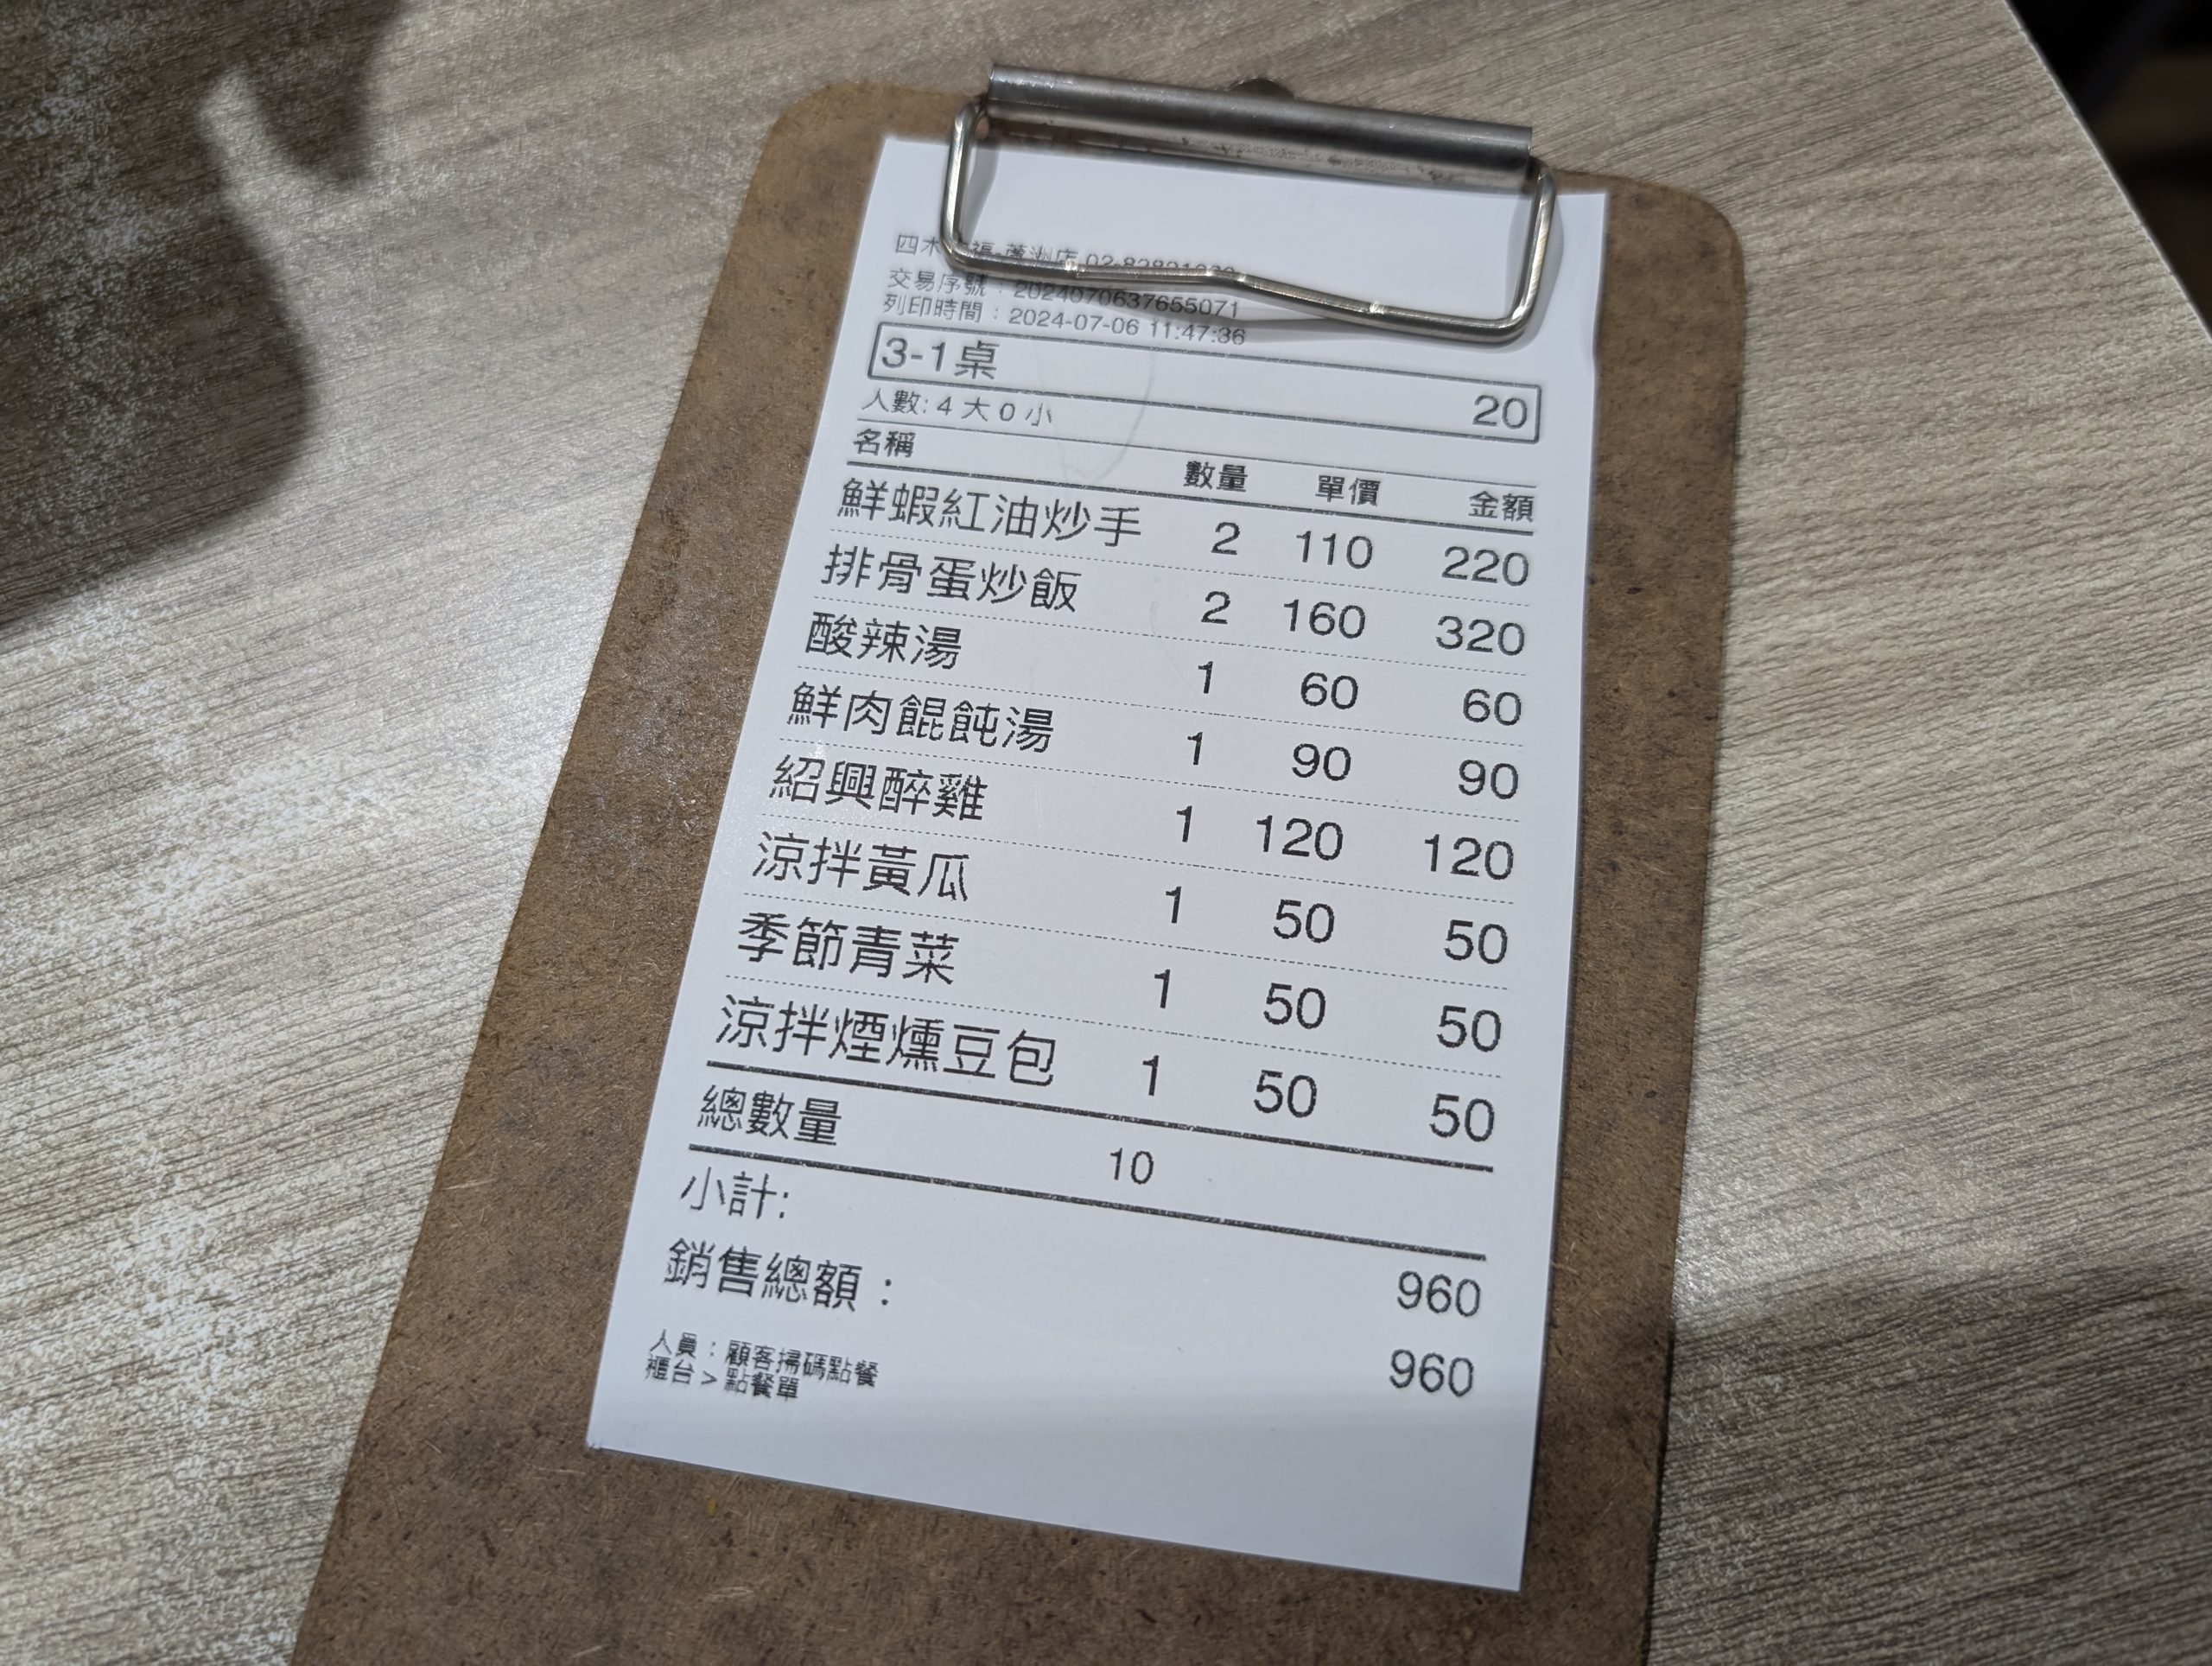 四木 福-蘆洲店 02-
交易序號：2024070637655071
列印時間：2024-07-06 11:47:36
3-1桌 20
人數: 4 大 0 小
名稱 數量 單價 金額
鮮蝦紅油炒手 2 110 220
排骨蛋炒飯 2 160 320
酸辣湯 1 60 60
鮮肉餛飩湯 1 90 90
紹興醉雞 1 120 120
涼拌黃瓜 1 50 50
季節青菜 1 50 50
涼拌煙燻豆包 1 50 50
總數量 10
小計: 960
銷售總額： 960
人員：顧客掃碼點餐
櫃台 > 點餐單